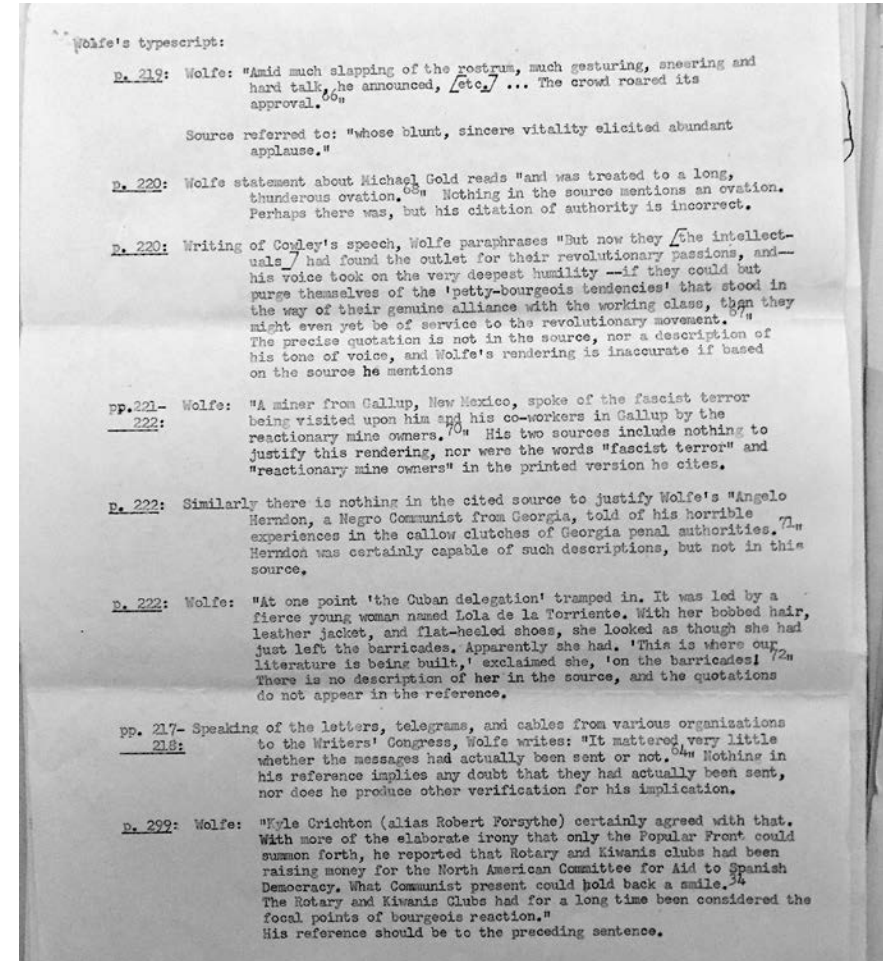 Wolfe's typescript:
p. 219: Wolfe: "Amid much slapping of the rostrum, much gesturing, sneering and
hard talk, he announced, [etc.] ... The crowd roared its
approval.66"
Source referred to: "whose blunt, sincere vitality elicited abundant
applause."
p. 220: Wolfe statement about Michael Gold reads "and was treated to a long,
thunderous ovation.68" Nothing in the source mentions an ovation.
Perhaps there was, but his citation of authority is incorrect.
p. 220: Writing of Cowley's speech, Wolfe paraphrases "But now they [the intellect-
uals_] had found the outlet for their revolutionary passions, and—
his voice took on the very deepest humility --if they could but
purge themselves of the 'petty-bourgeois tendencies' that stood in
the way of their genuine alliance with the working class, then they
might even yet be of service to the revolutionary movement.67"
The precise quotation is not in the source, nor a description of
his tone of voice, and Wolfe's rendering is inaccurate if based
on the source he mentions
pp.221- Wolfe: "A miner from Gallup, New Mexico, spoke of the fascist terror
222: being visited upon him and his co-workers in Gallup by the
reactionary mine owners.70" His two sources include nothing to
justify this rendering, nor were the words "fascist terror" and
"reactionary mine owners" in the printed version he cites.
p. 222: Similarly there is nothing in the cited source to justify Wolfe's "Angelo
Herndon, a Negro Communist from Georgia, told of his horrible
experiences in the callow clutches of Georgia penal authorities.71"
Herndon was certainly capable of such descriptions, but not in this
source.
p. 222: Wolfe: "At one point 'the Cuban delegation' tramped in. It was led by a
fierce young woman named Lola de la Torriente. With her bobbed hair,
leather jacket, and flat-heeled shoes, she looked as though she had
just left the barricades. Apparently she had. 'This is where our
literature is being built,' exclaimed she, 'on the barricades! 72"
There is no description of her in the source, and the quotations
do not appear in the reference.
pp. 217- Speaking of the letters, telegrams, and cables from various organizations
218: to the Writers' Congress, Wolfe writes: "It mattered very little
whether the messages had actually been sent or not.64" Nothing in
his reference implies any doubt that they had actually been sent,
nor does he produce other verification for his implication.
p. 299: Wolfe: "Kyle Crichton (alias Robert Forsythe) certainly agreed with that.
With more of the elaborate irony that only the Popular Front could
summon forth, he reported that Rotary and Kiwanis clubs had been
raising money for the North American Committee for Aid to Spanish
Democracy. What Communist present could hold back a smile.34
The Rotary and Kiwanis Clubs had for a long time been considered the
focal points of bourgeois reaction."
His reference should be to the preceding sentence.